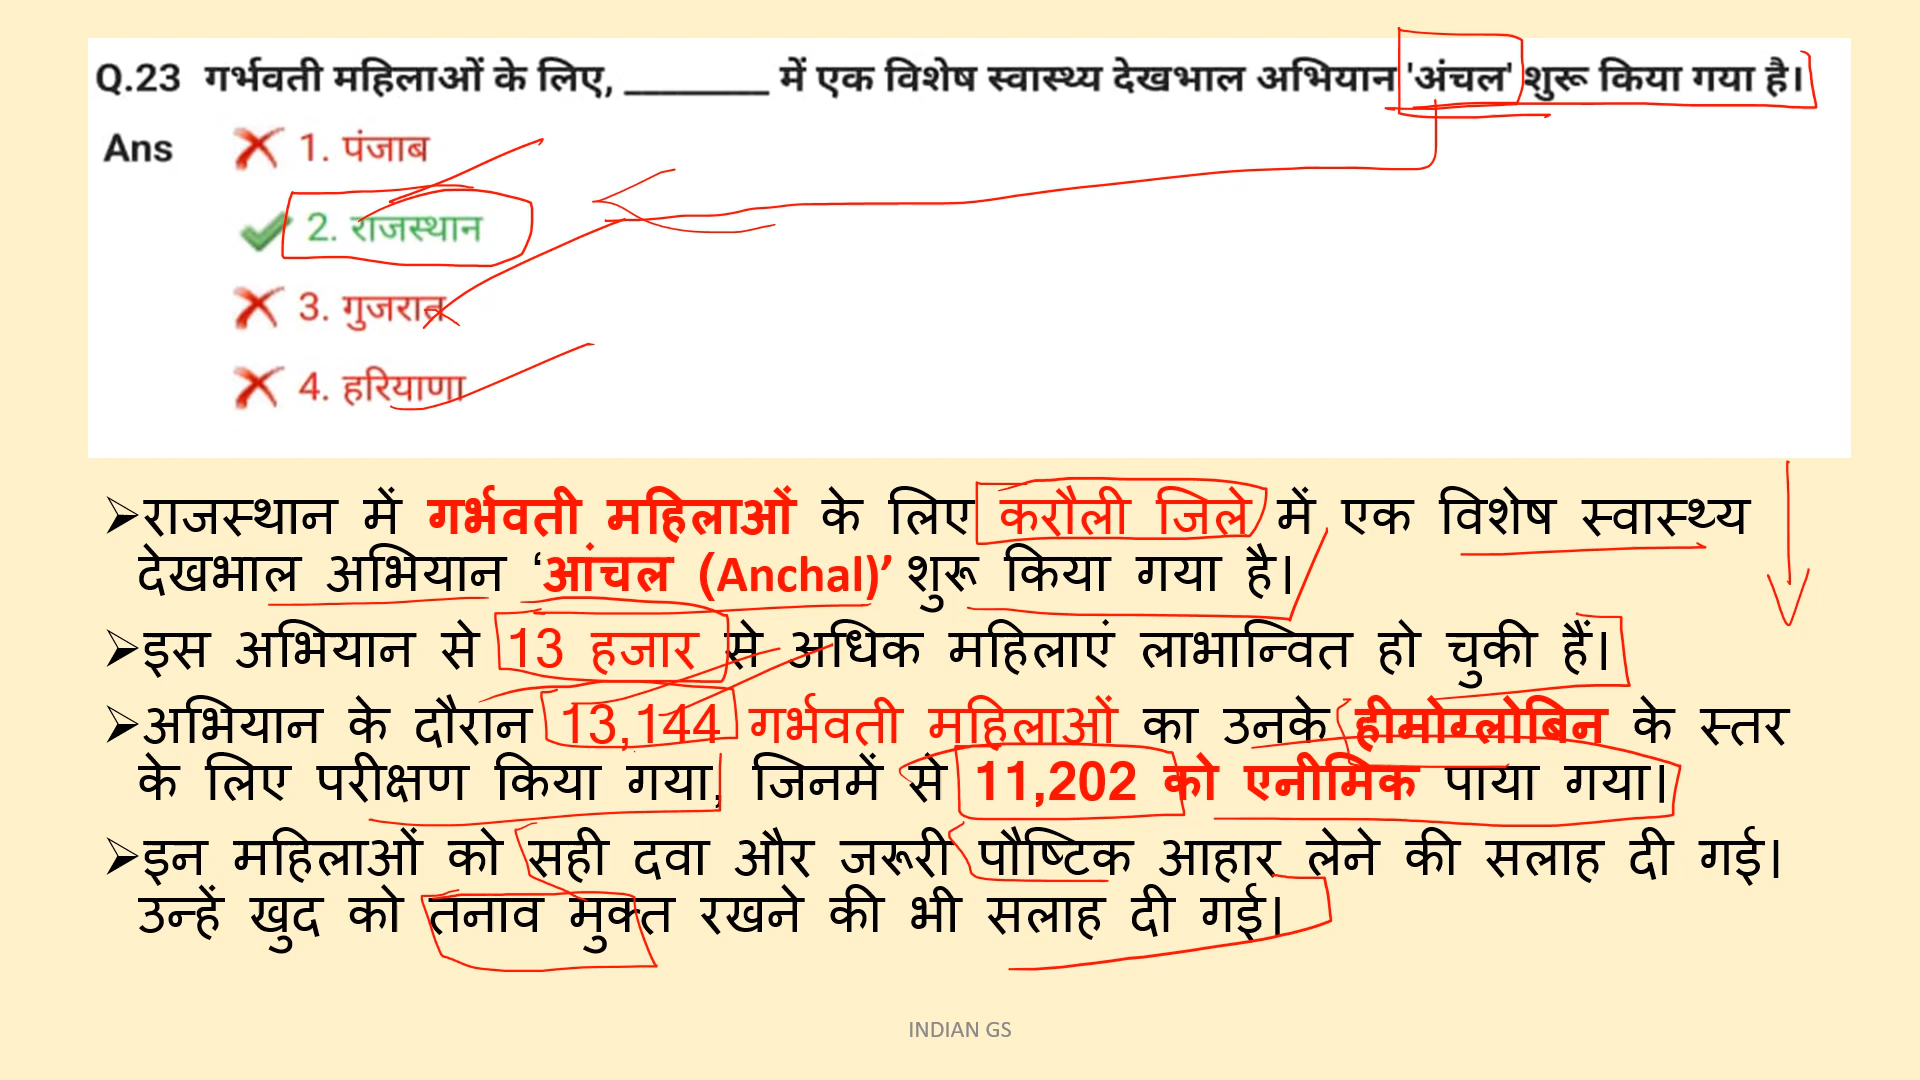 Q.23 गर्भवती महिलाओं के लिए, ________ में एक विशेष स्वास्थ्य देखभाल अभियान 'अंचल' शुरू किया गया है।
Ans 1. पंजाब
2. राजस्थान
3. गुजरात
4. हरियाणा
➢राजस्थान में गर्भवती महिलाओं के लिए करौली जिले में एक विशेष स्वास्थ्य
देखभाल अभियान ‘आंचल (Anchal)’ शुरू किया गया है।
➢इस अभियान से 13 हजार से अधिक महिलाएं लाभान्वित हो चुकी हैं।
➢अभियान के दौरान 13,144 गर्भवती महिलाओं का उनके हीमोग्लोबिन के स्तर
के लिए परीक्षण किया गया, जिनमें से 11,202 को एनीमिक पाया गया।
➢इन महिलाओं को सही दवा और जरूरी पौष्टिक आहार लेने की सलाह दी गई।
उन्हें खुद को तनाव मुक्त रखने की भी सलाह दी गई।
INDIAN GS